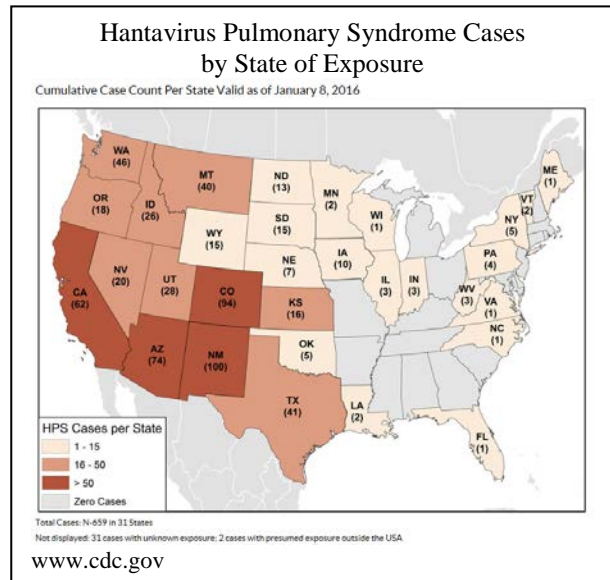 Hantavirus Pulmonary Syndrome Cases
by State of Exposure
Cumulative Case Count Per State Valid as of January 8, 2016
WA
(46)
MT
(40)
ND
(13)
MN
(2)
ME
(1)
VT
(2)
OR
(18)
ID
(26)
SD
(15)
WI
(1)
NY
(5)
WY
(15)
IA
(10)
PA
(4)
NE
(7)
NV
(20)
UT
(28)
CO
(94)
IL
(3)
IN
(3)
WV
(3)
VA
(1)
CA
(62)
KS
(16)
NC
(1)
AZ
(74)
NM
(100)
OK
(5)
TX
(41)
LA
(2)
FL
(1)
HPS Cases per State
1 - 15
16 - 50
> 50
Zero Cases
Total Cases: N-659 in 31 States
Not displayed: 31 cases with unknown exposure; 2 cases with presumed exposure outside the USA
www.cdc.gov